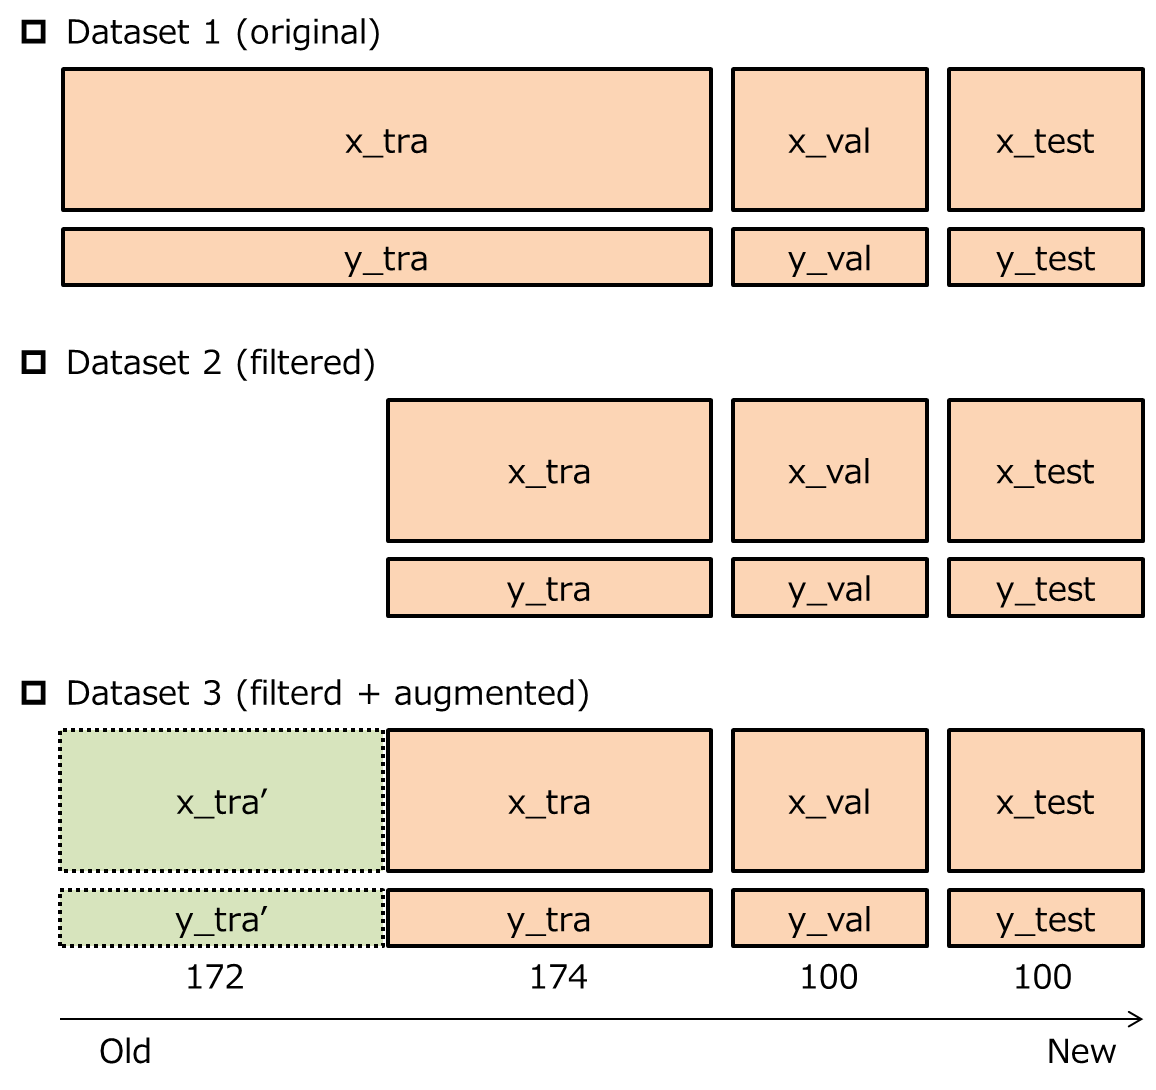 Dataset 1 (original)
x_tra x_val x_test
y_tra y_val y_test
Dataset 2 (filtered)
x_tra x_val x_test
y_tra y_val y_test
Dataset 3 (filterd + augmented)
x_tra′ x_tra x_val x_test
y_tra′ y_tra y_val y_test
172 174 100 100
Old New